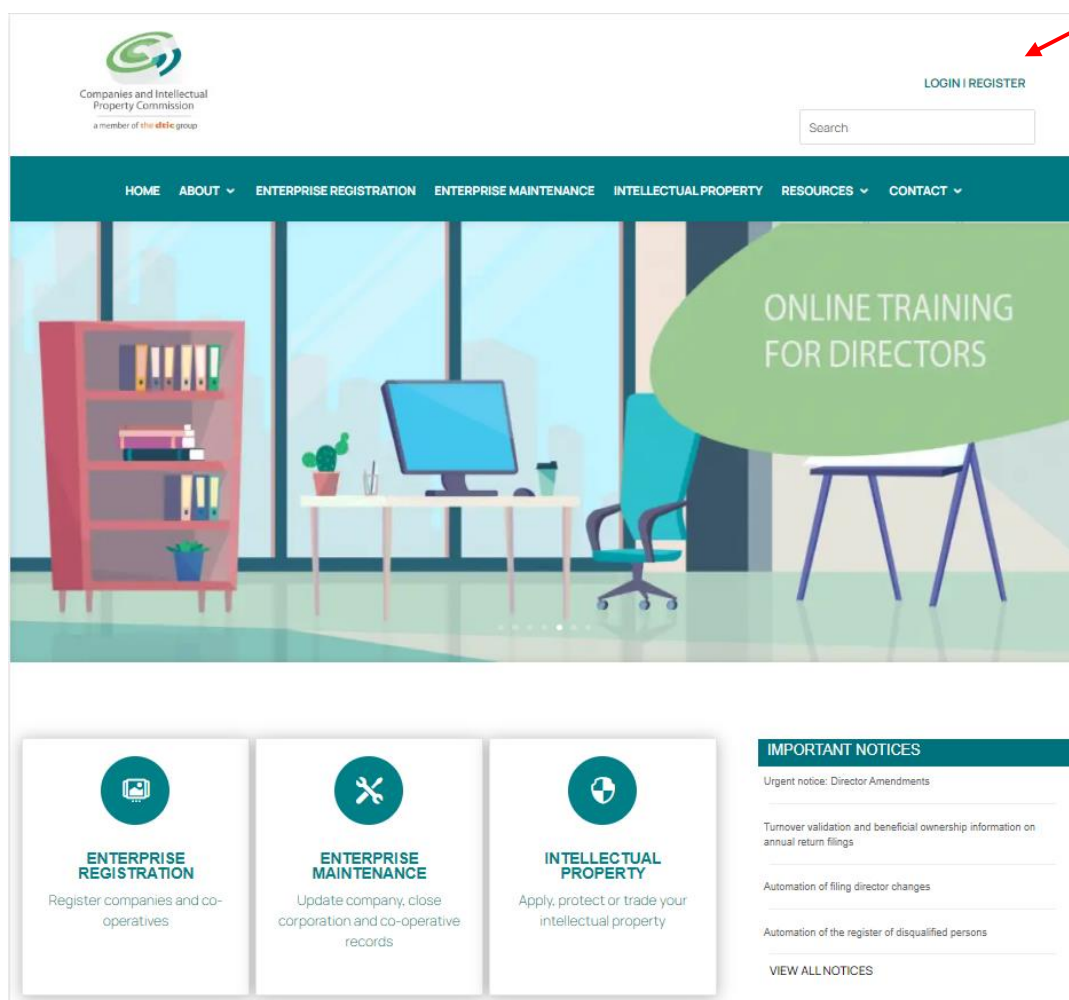 Companies and Intellectual
Property Commission
a member of the dtic group
LOGIN I REGISTER
Search
HOME ABOUT ENTERPRISE REGISTRATION ENTERPRISE MAINTENANCE INTELLECTUAL PROPERTY RESOURCES CONTACT
ONLINE TRAINING
FOR DIRECTORS
ENTERPRISE
REGISTRATION
Register companies and co-
operatives
ENTERPRISE
MAINTENANCE
Update company, close
corporation and co-operative
records
INTELLECTUAL
PROPERTY
Apply, protect or trade your
intellectual property
IMPORTANT NOTICES
Urgent notice: Director Amendments
Turnover validation and beneficial ownership information on
annual return filings
Automation of filing director changes
Automation of the register of disqualified persons
VIEW ALL NOTICES